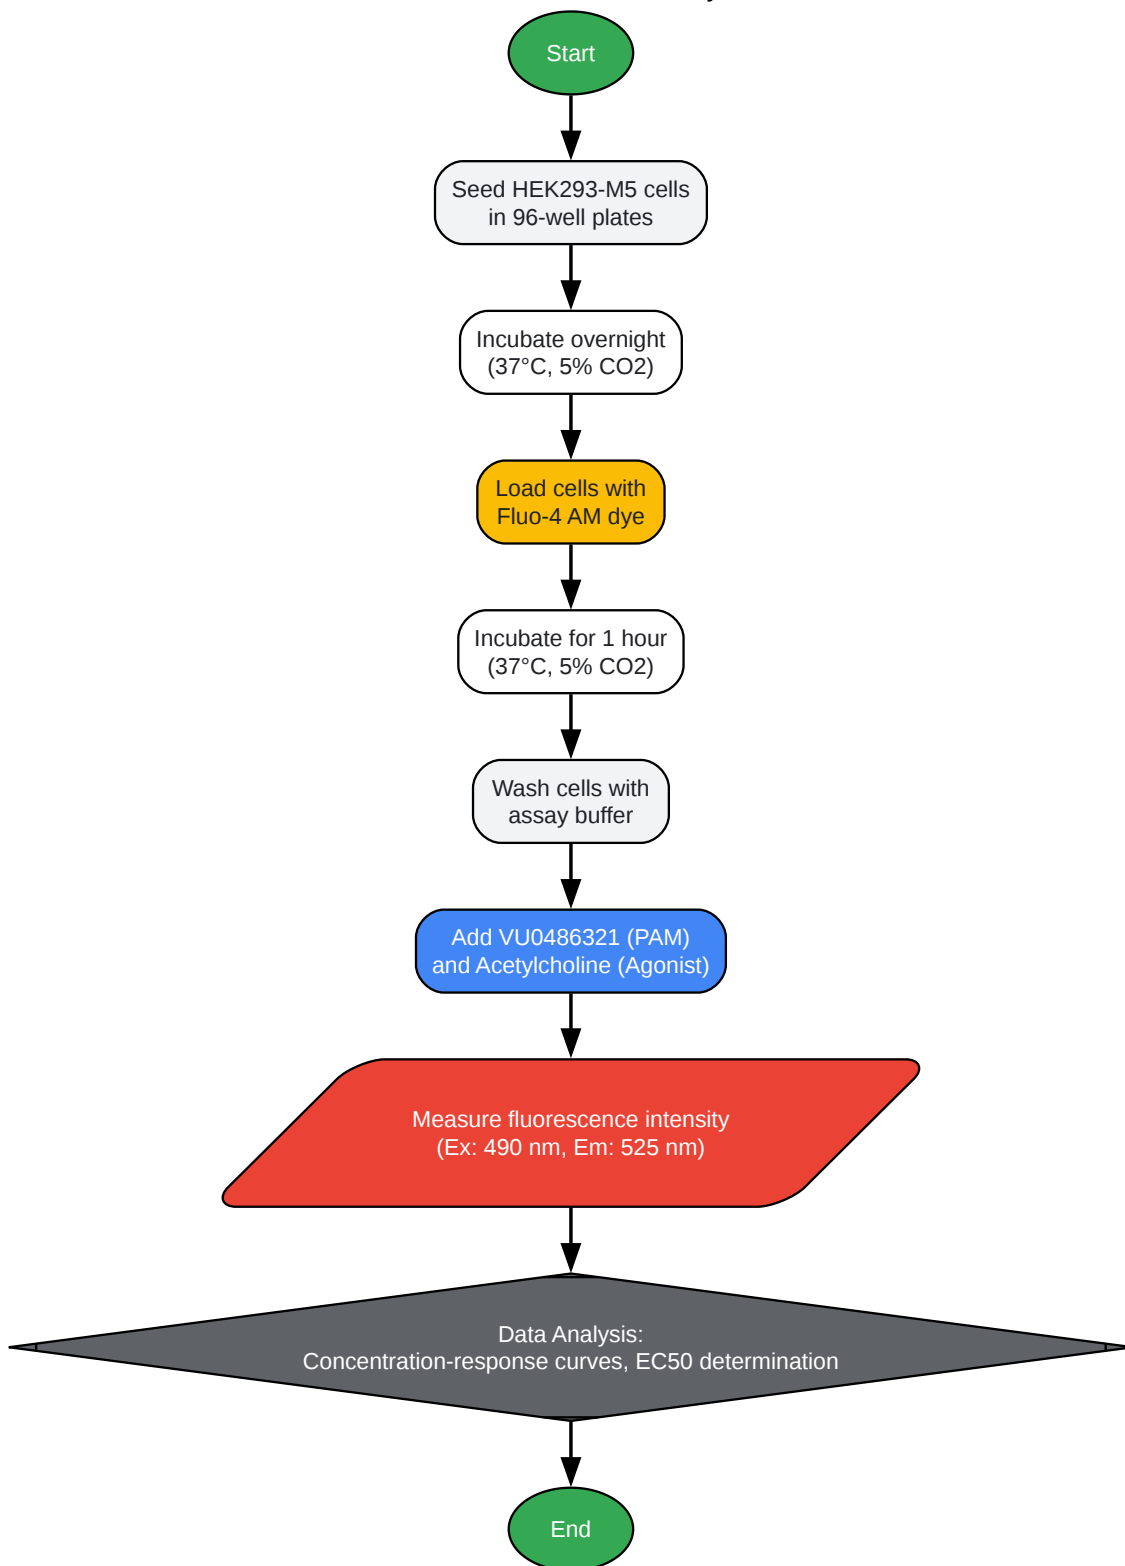 Start
Seed HEK293-M5 cells
in 96-well plates
Incubate overnight
(37°C, 5% CO2)
Load cells with
Fluo-4 AM dye
Incubate for 1 hour
(37°C, 5% CO2)
Wash cells with
assay buffer
Add VU0486321 (PAM)
and Acetylcholine (Agonist)
Measure fluorescence intensity
(Ex: 490 nm, Em: 525 nm)
Data Analysis:
Concentration-response curves, EC50 determination
End